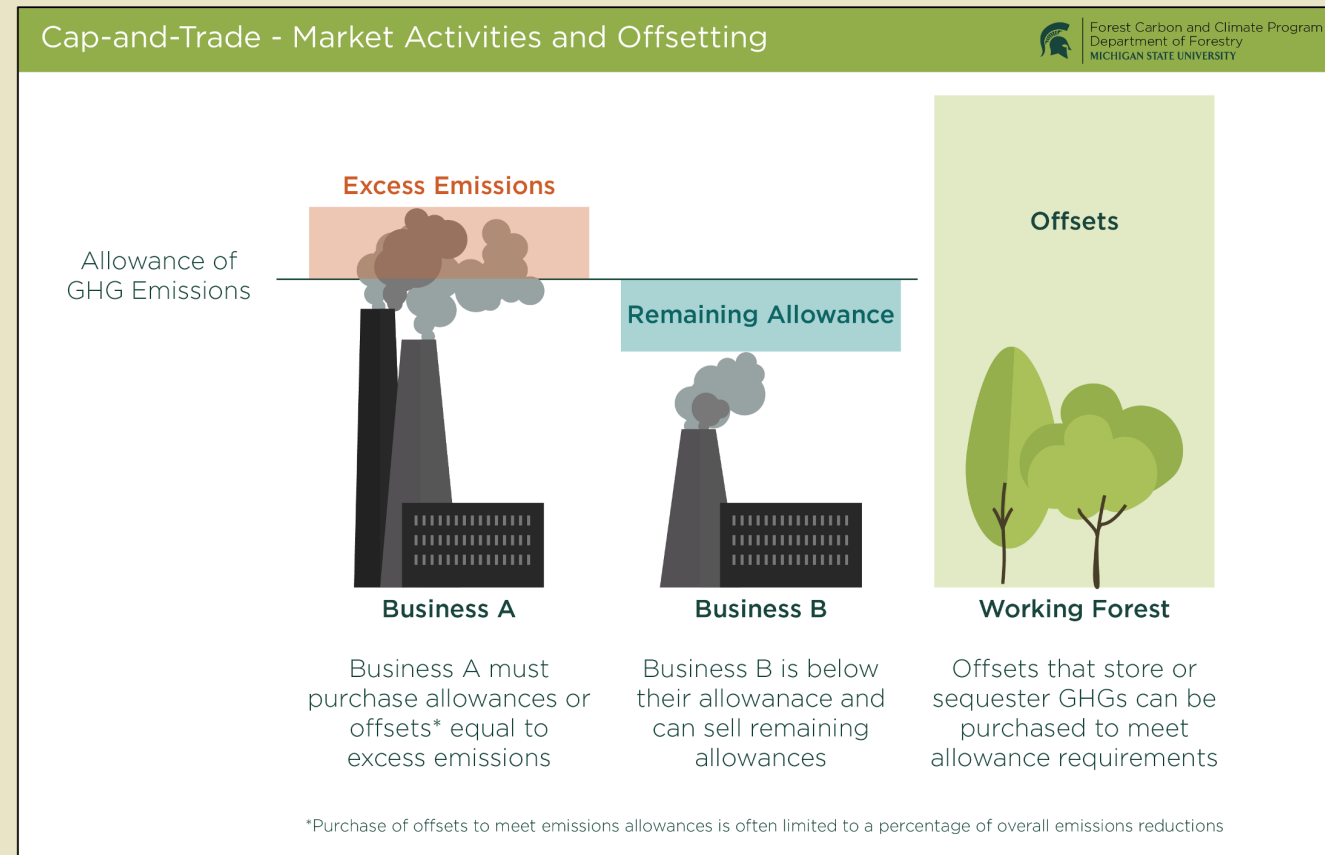 Cap-and-Trade - Market Activities and Offsetting
Forest Carbon and Climate Program
Department of Forestry
MICHIGAN STATE UNIVERSITY
Excess Emissions
Allowance of
GHG Emissions
Remaining Allowance
Offsets
Business A
Business A must
purchase allowances or
offsets* equal to
excess emissions
Business B
Business B is below
their allowanace and
can sell remaining
allowances
Working Forest
Offsets that store or
sequester GHGs can be
purchased to meet
allowance requirements
*Purchase of offsets to meet emissions allowances is often limited to a percentage of overall emissions reductions